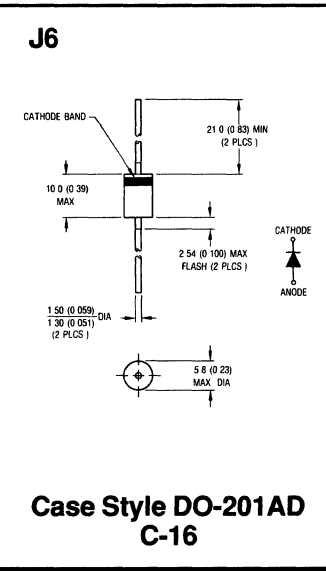 J6
CATHODE BAND
21 0 (0 83) MIN
(2 PLCS )
10 0 (0 39)
MAX
2 54 (0 100) MAX
FLASH (2 PLCS )
CATHODE
ANODE
1 50 (0 059)
1 30 (0 051)
DIA
(2 PLCS )
5 8 (0 23)
MAX DIA
Case Style DO-201AD
C-16